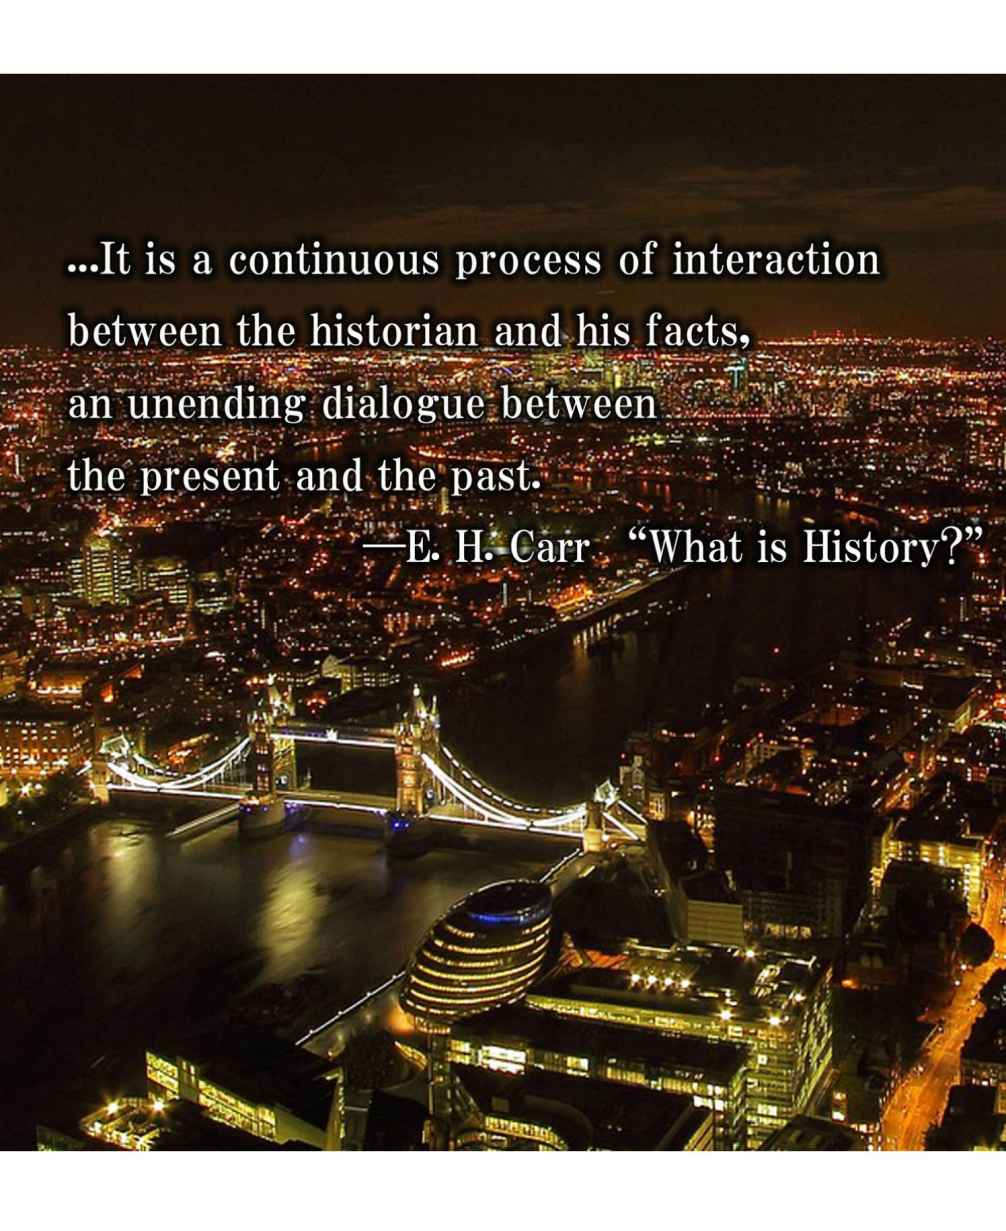 ...It is a continuous process of interaction
between the historian and his facts,
an unending dialogue between
the present and the past.
—E. H. Carr “What is History?”